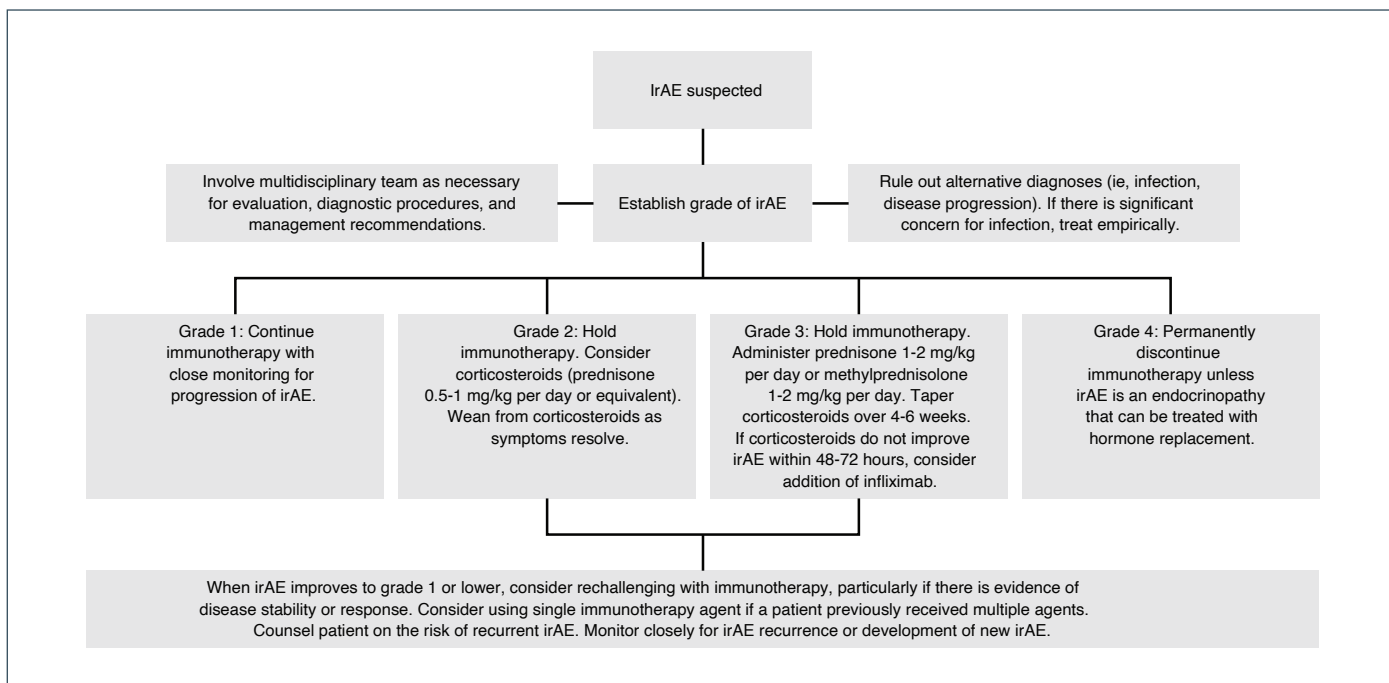 IrAE suspected
Involve multidisciplinary team as necessary
for evaluation, diagnostic procedures, and
management recommendations.
Establish grade of irAE
Rule out alternative diagnoses (ie, infection,
disease progression). If there is significant
concern for infection, treat empirically.
Grade 1: Continue
immunotherapy with
close monitoring for
progression of irAE.
Grade 2: Hold
immunotherapy. Consider
corticosteroids (prednisone
0.5-1 mg/kg per day or equivalent).
Wean from corticosteroids as
symptoms resolve.
Grade 3: Hold immunotherapy.
Administer prednisone 1-2 mg/kg
per day or methylprednisolone
1-2 mg/kg per day. Taper
corticosteroids over 4-6 weeks.
If corticosteroids do not improve
irAE within 48-72 hours, consider
addition of infliximab.
Grade 4: Permanently
discontinue
immunotherapy unless
irAE is an endocrinopathy
that can be treated with
hormone replacement.
When irAE improves to grade 1 or lower, consider rechallenging with immunotherapy, particularly if there is evidence of
disease stability or response. Consider using single immunotherapy agent if a patient previously received multiple agents.
Counsel patient on the risk of recurrent irAE. Monitor closely for irAE recurrence or development of new irAE.